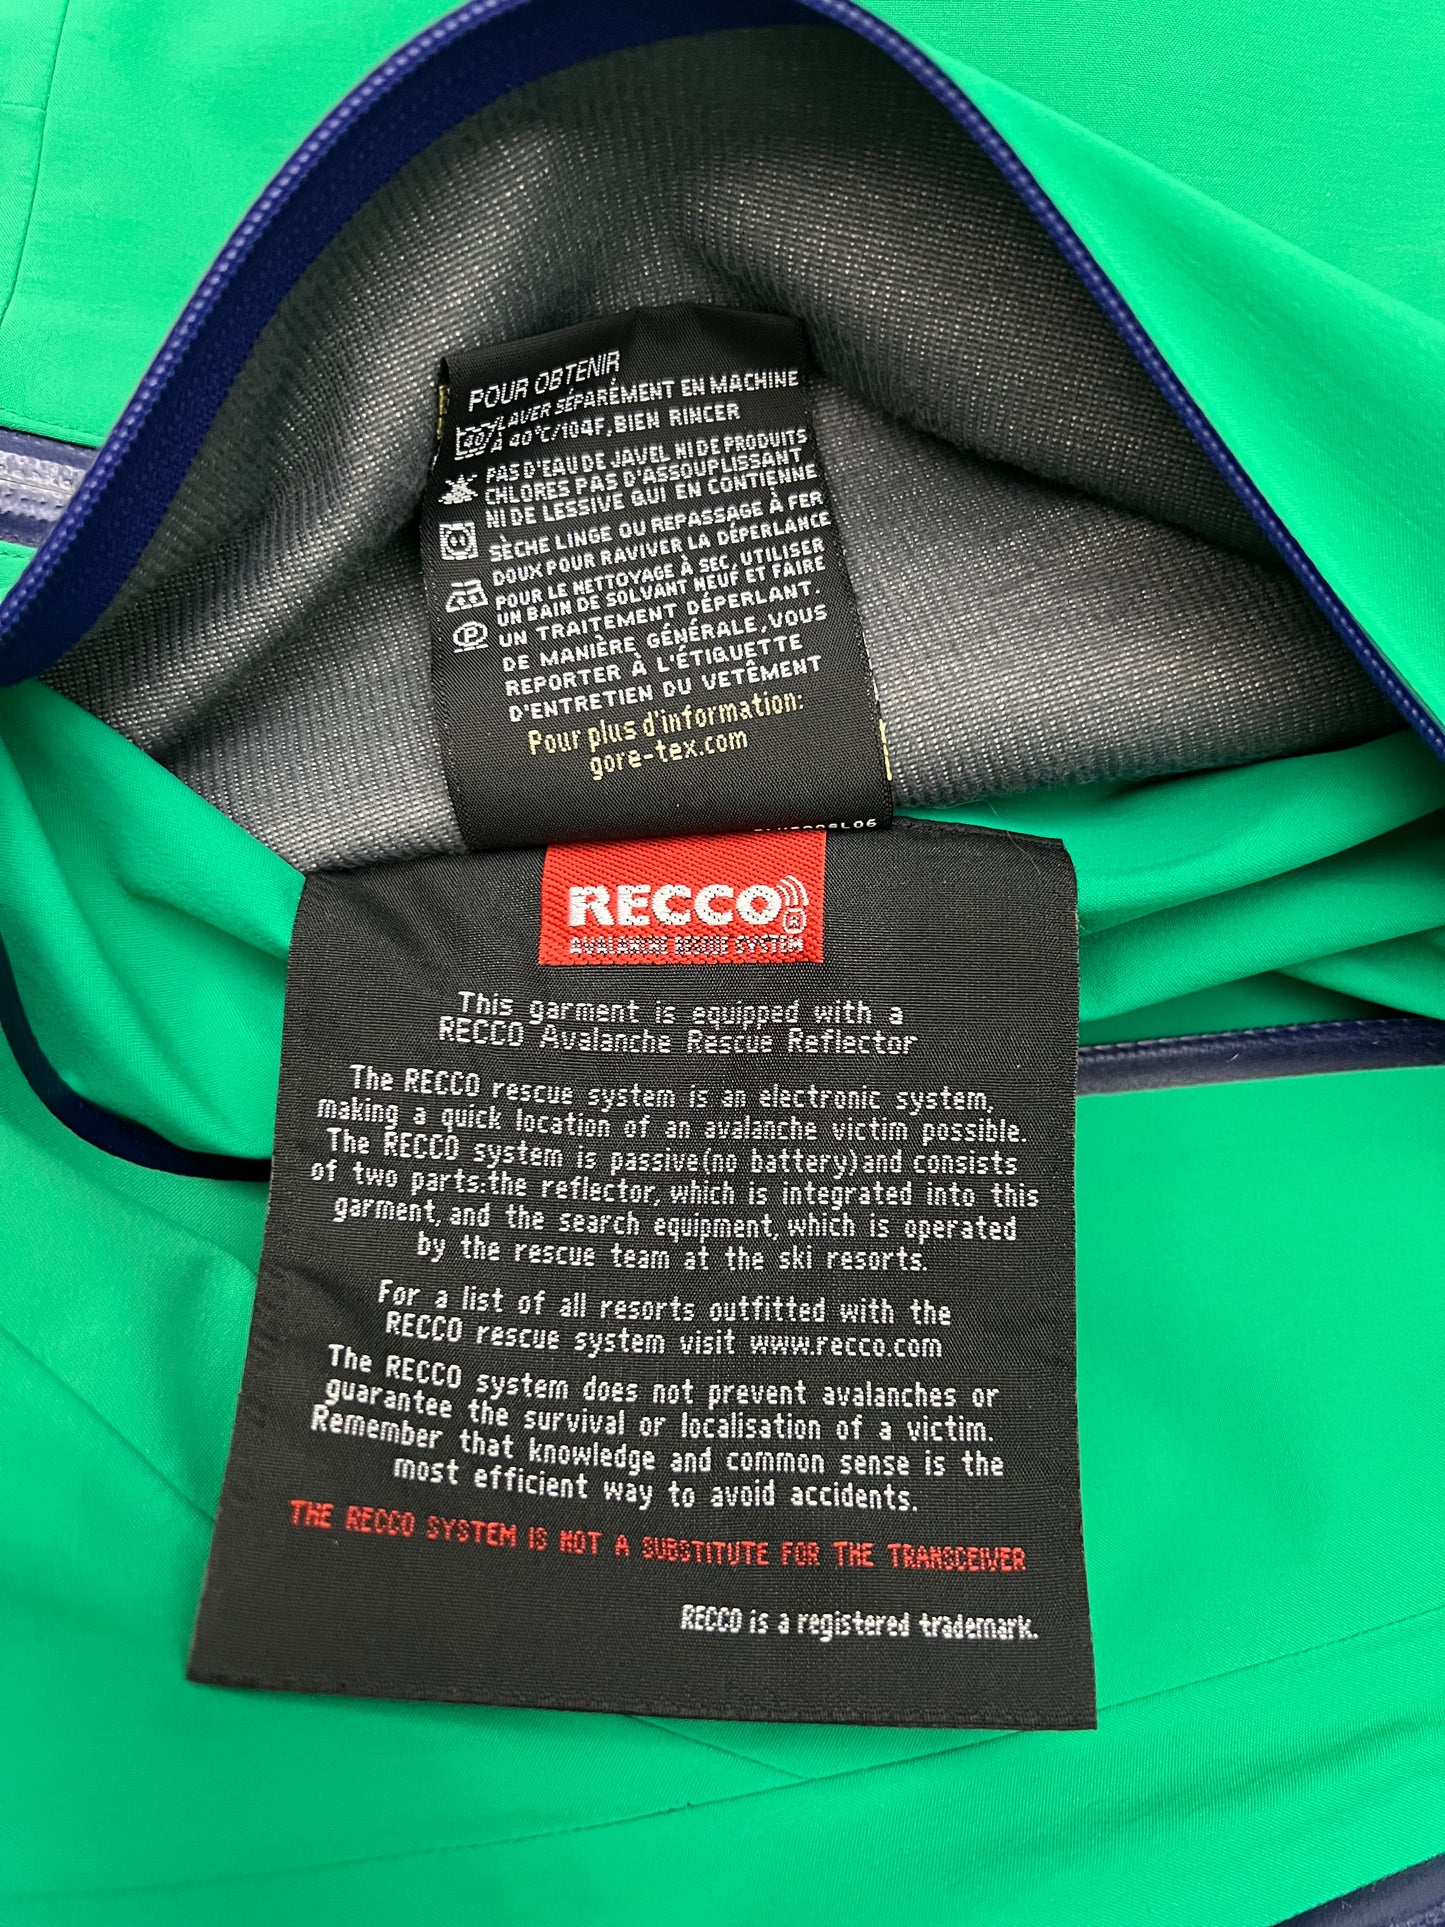 POUR OBTENIR
40 LAVER SÉPARÉMENT EN MACHINE
À 40°C/104F, BIEN RINCER
PAS D'EAU DE JAVEL NI DE PRODUITS
CHLORES PAS D'ASSOUPLISSANT
NI DE LESSIVE QUI EN CONTIENNE
SÈCHE LINGE OU REPASSAGE À FER
DOUX POUR RAVIVER LA DÉPERLANCE
POUR LE NETTOYAGE À SEC, UTILISER
UN BAIN DE SOLVANT NEUF ET FAIRE
P UN TRAITEMENT DÉPERLANT.
DE MANIÈRE GÉNÉRALE, VOUS
REPORTER À L'ÉTIQUETTE
D'ENTRETIEN DU VETÊMENT
Pour plus d'information:
gore-tex.com
RECCO®
AVALANCHE RESCUE SYSTEM
This garment is equipped with a
RECCO Avalanche Rescue Reflector
The RECCO rescue system is an electronic system,
making a quick location of an avalanche victim possible.
The RECCO system is passive(no battery)and consists
of two parts:the reflector, which is integrated into this
garment, and the search equipment, which is operated
by the rescue team at the ski resorts.
For a list of all resorts outfitted with the
RECCO rescue system visit www.recco.com
The RECCO system does not prevent avalanches or
guarantee the survival or localisation of a victim.
Remember that knowledge and common sense is the
most efficient way to avoid accidents.
THE RECCO SYSTEM IS NOT A SUBSTITUTE FOR THE TRANSCEIVER
RECCO is a registered trademark.